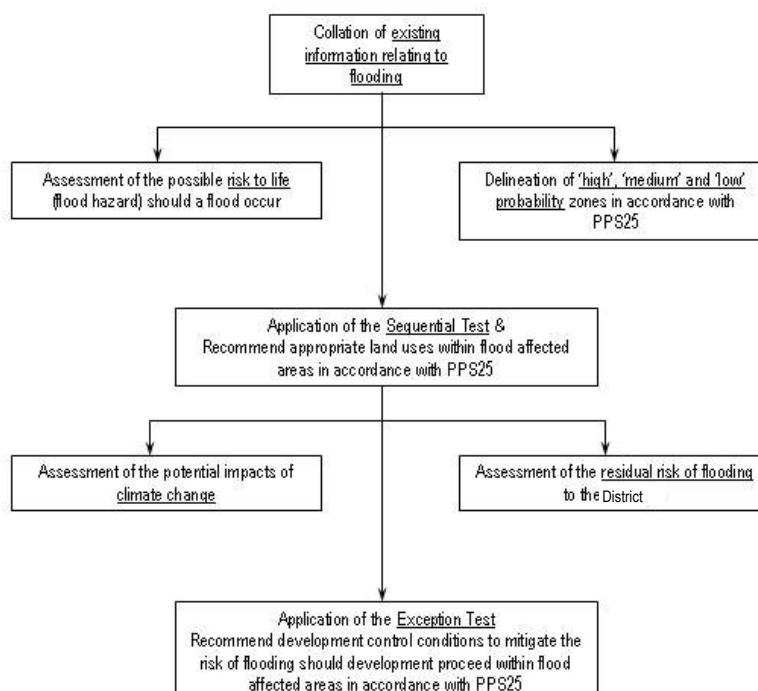 Collation of existing
information relating to
flooding
Assessment of the possible risk to life
(flood hazard) should a flood occur
Delineation of ‘high’, ‘medium’ and ‘low’
probability zones in accordance with
PPS25
Application of the Sequential Test &
Recommend appropriate land uses within flood affected
areas in accordance with PPS25
Assessment of the potential impacts of
climate change
Assessment of the residual risk of flooding
to the District
Application of the Exception Test
Recommend development control conditions to mitigate the
risk of flooding should development proceed within flood
affected areas in accordance with PPS25